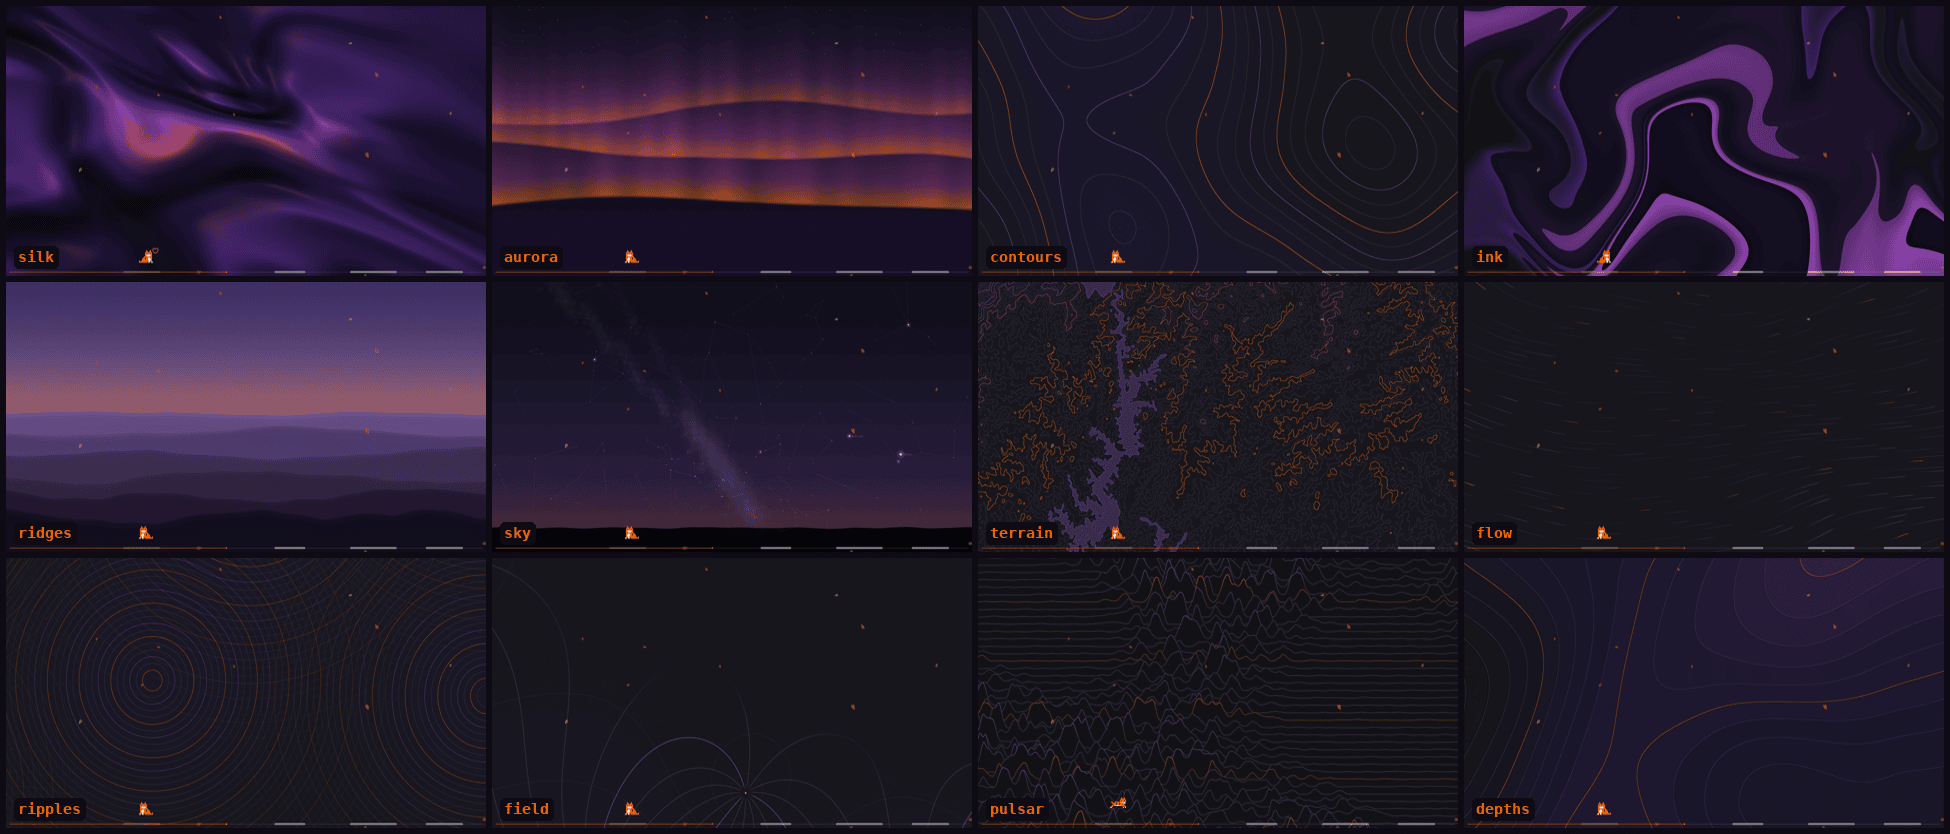 silk
aurora
contours
ink
ridges
sky
terrain
flow
ripples
field
pulsar
depths